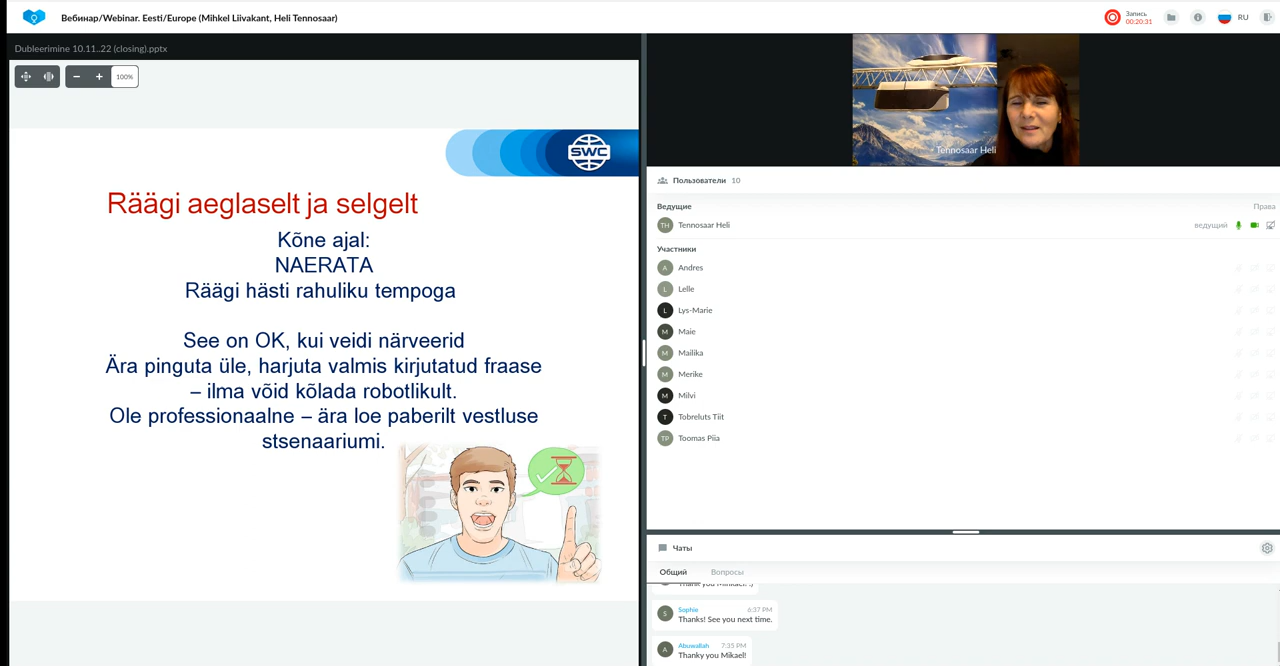 Вебинар/Webinar. Eesti/Europe (Mihkel Liivakant, Heli Tennosaar)
Запись
00:20:31
RU
Dubleerimine 10.11..22 (closing).pptx
100%
SWC
Räägi aeglaselt ja selgelt
Kõne ajal:
NAERATA
Räägi hästi rahuliku tempoga
See on OK, kui veidi närveerid
Ära pinguta üle, harjuta valmis kirjutatud fraase
– ilma võid kõlada robotlikult.
Ole professionaalne – ära loe paberilt vestluse
stsenaariumi.
Tennosaar Heli
Пользователи 10
Ведущие Права
TH Tennosaar Heli ведущий
Участники
A Andres
L Lelle
L Lys-Marie
M Maie
M Mailika
M Merike
M Milvi
T Tobreluts Tiit
TP Toomas Piia
Чаты
Общий Вопросы
S Sophie 6:37 PM
Thanks! See you next time.
A Abuwallah 7:35 PM
Thanky you Mikael!